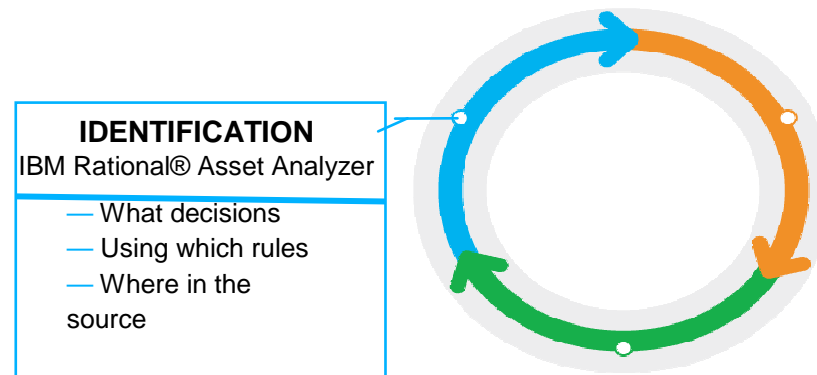 IDENTIFICATION
IBM Rational® Asset Analyzer
— What decisions
— Using which rules
— Where in the
source